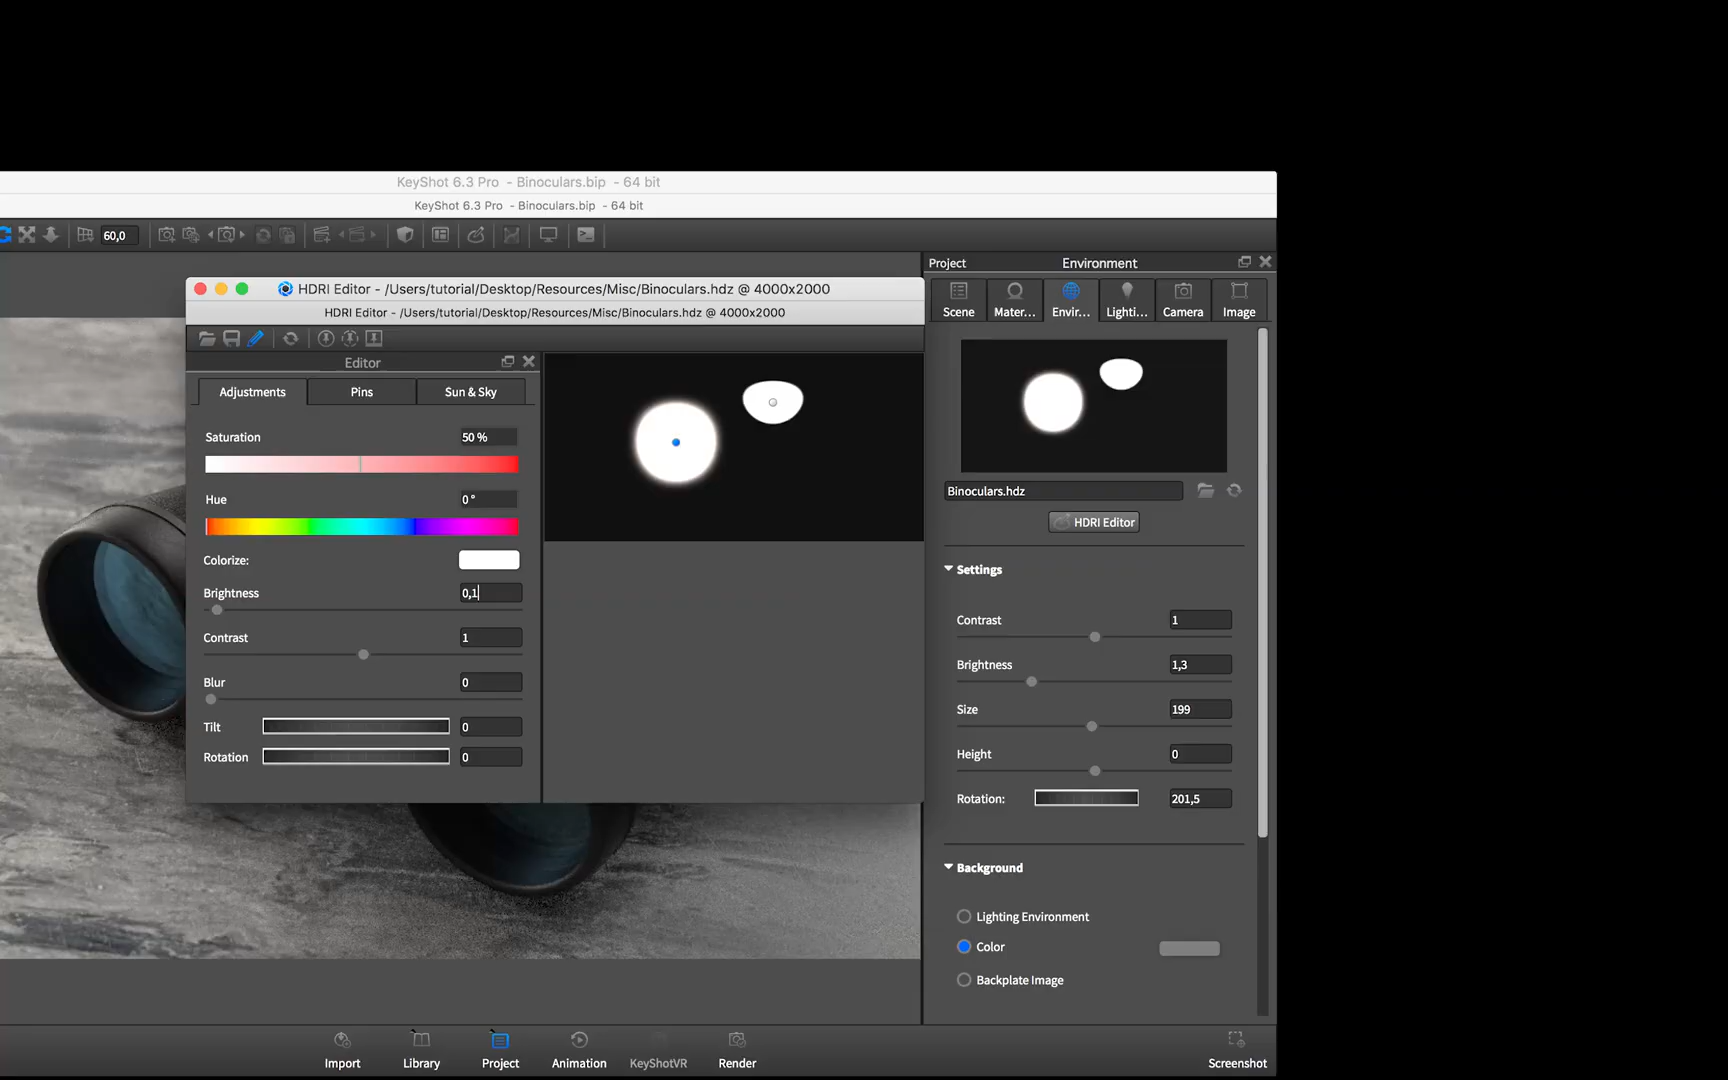 KeyShot 6.3 Pro - Binoculars.bip - 64 bit
KeyShot 6.3 Pro - Binoculars.bip - 64 bit
60,0
Project
Environment
HDRI Editor - /Users/tutorial/Desktop/Resources/Misc/Binoculars.hdz @ 4000x2000
HDRI Editor - /Users/tutorial/Desktop/Resources/Misc/Binoculars.hdz @ 4000x2000
Scene Mater... Envir... Lighti... Camera Image
Editor
Adjustments Pins Sun & Sky
Saturation 50 %
Hue 0 °
Colorize:
Brightness 0,1
Contrast 1
Blur 0
Tilt 0
Rotation 0
Binoculars.hdz
HDRI Editor
Settings
Contrast 1
Brightness 1,3
Size 199
Height 0
Rotation: 201,5
Background
Lighting Environment
Color
Backplate Image
Import Library Project Animation KeyShotVR Render Screenshot